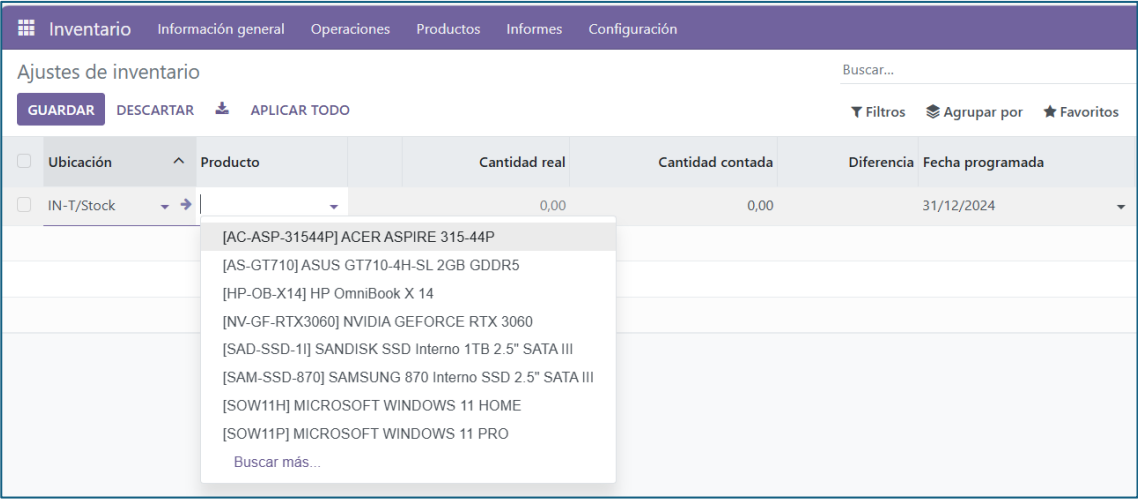 Inventario Información general Operaciones Productos Informes Configuración
Ajustes de inventario Buscar...
GUARDAR DESCARTAR APLICAR TODO Filtros Agrupar por Favoritos
Ubicación Producto Cantidad real Cantidad contada Diferencia Fecha programada
IN-T/Stock 0,00 0,00 31/12/2024
[AC-ASP-31544P] ACER ASPIRE 315-44P
[AS-GT710] ASUS GT710-4H-SL 2GB GDDR5
[HP-OB-X14] HP OmniBook X 14
[NV-GF-RTX3060] NVIDIA GEFORCE RTX 3060
[SAD-SSD-1I] SANDISK SSD Interno 1TB 2.5" SATA III
[SAM-SSD-870] SAMSUNG 870 Interno SSD 2.5" SATA III
[SOW11H] MICROSOFT WINDOWS 11 HOME
[SOW11P] MICROSOFT WINDOWS 11 PRO
Buscar más...